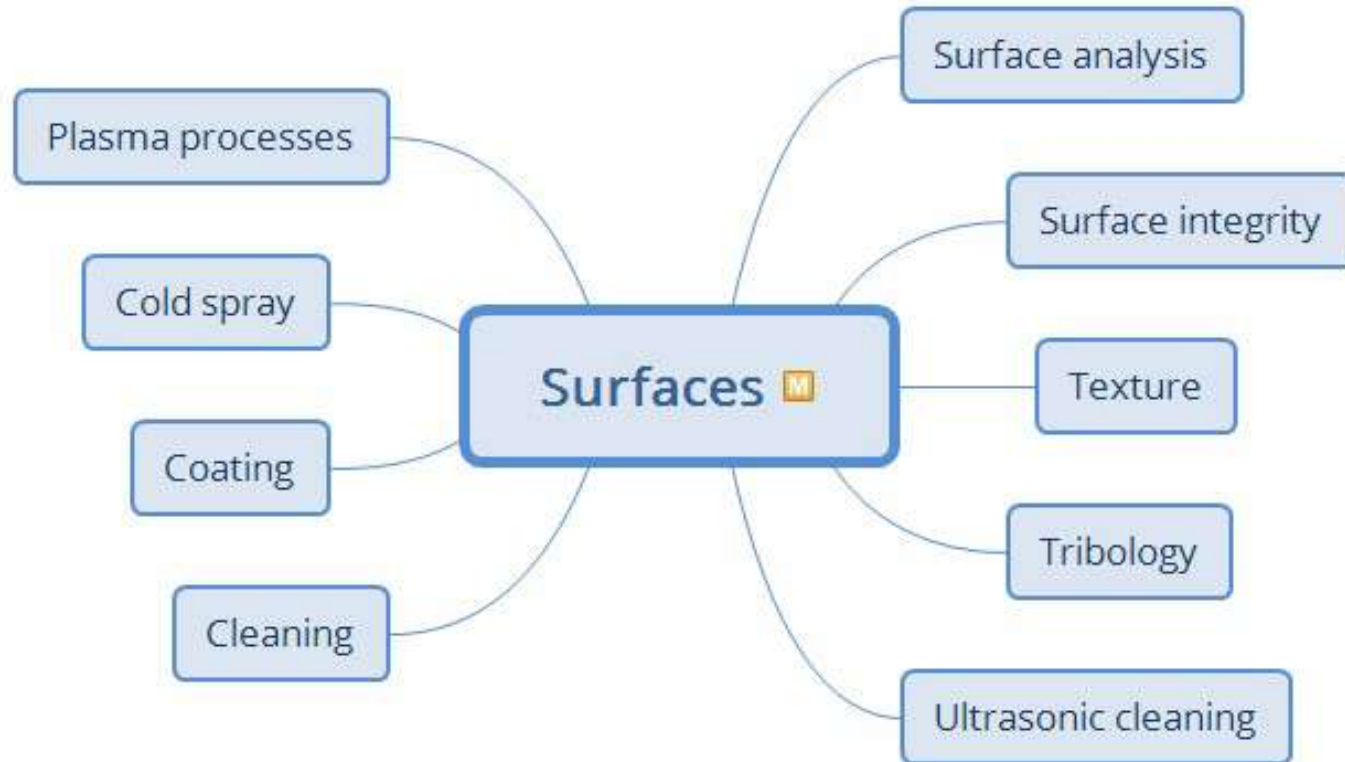 Surface analysis
Plasma processes
Surface integrity
Cold spray
Surfaces M
Texture
Coating
Tribology
Cleaning
Ultrasonic cleaning